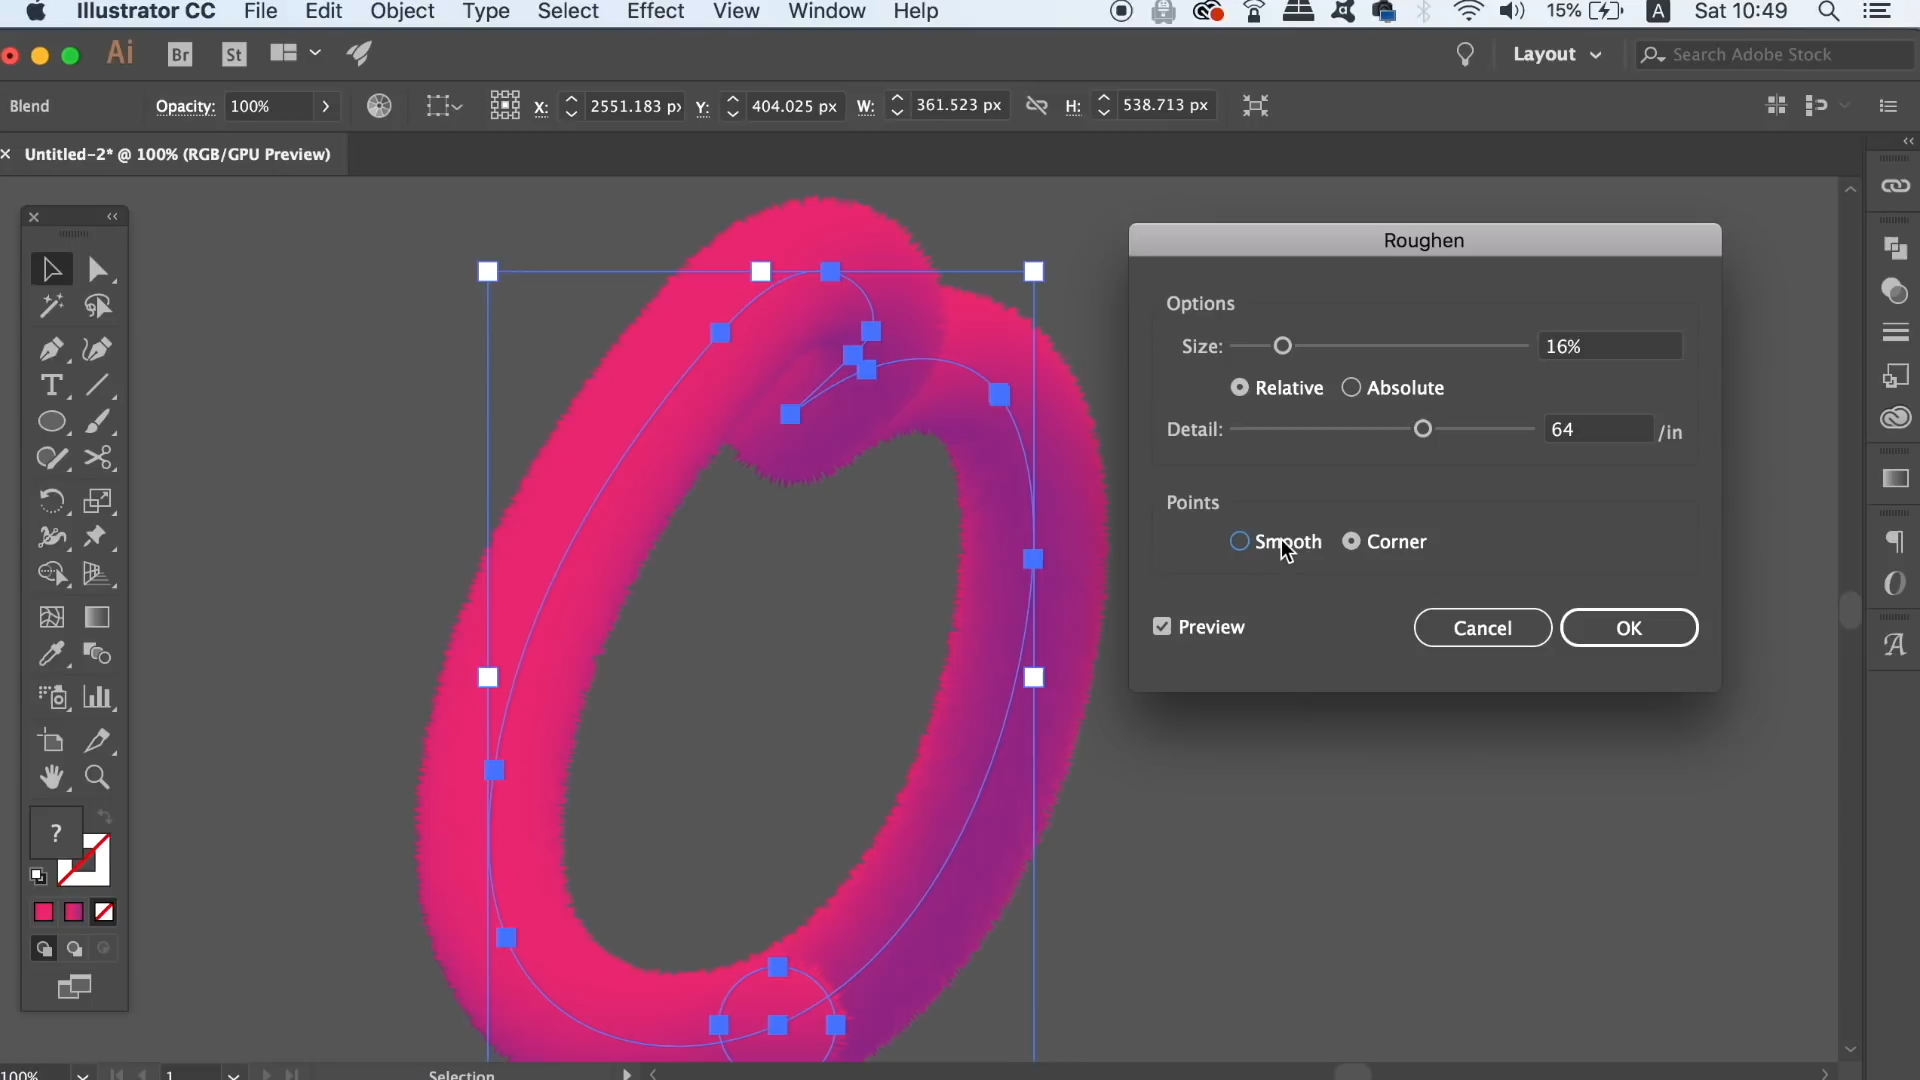 Illustrator CC File Edit Object Type Select Effect View Window Help 15% A Sat 10:49
Ai Br St Layout Search Adobe Stock
Blend Opacity: 100% X: 2551.183 px Y: 404.025 px W: 361.523 px H: 538.713 px
Untitled-2* @ 100% (RGB/GPU Preview)
Roughen
Options
Size: 16%
Relative Absolute
Detail: 64 /in
Points
Smooth Corner
Preview Cancel OK
?
100% 1 Selection